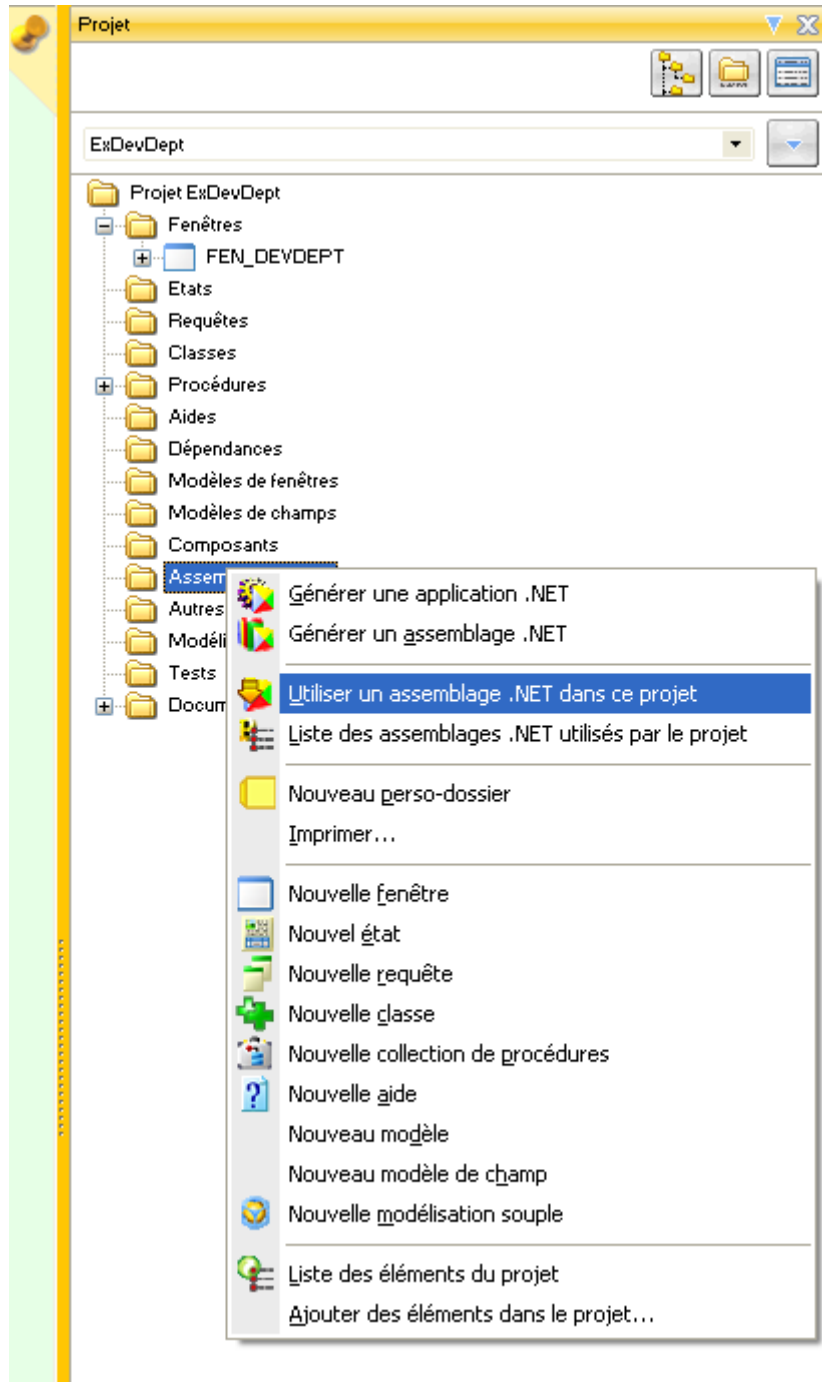 Projet
ExDevDept
Projet ExDevDept
Fenêtres
FEN_DEVDEPT
Etats
Requêtes
Classes
Procédures
Aides
Dépendances
Modèles de fenêtres
Modèles de champs
Composants
Assem
Autres
Modéli
Tests
Docum
Générer une application .NET
Générer un assemblage .NET
Utiliser un assemblage .NET dans ce projet
Liste des assemblages .NET utilisés par le projet
Nouveau perso-dossier
Imprimer...
Nouvelle fenêtre
Nouvel état
Nouvelle requête
Nouvelle classe
Nouvelle collection de procédures
Nouvelle aide
Nouveau modèle
Nouveau modèle de champ
Nouvelle modélisation souple
Liste des éléments du projet
Ajouter des éléments dans le projet...